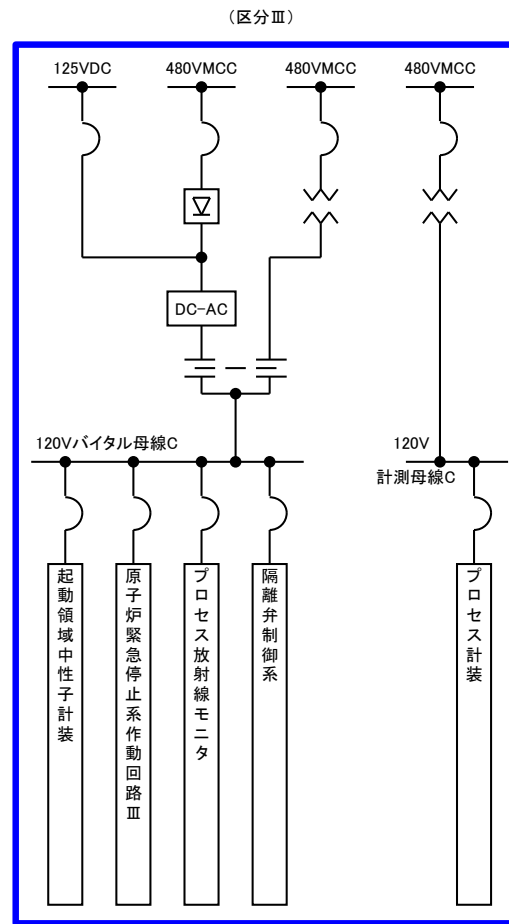 (区分Ⅲ)
125VDC
480VMCC
480VMCC
480VMCC
DC-AC
120Vバイタル母線C
120V
計測母線C
起動領域中性子計装
原子炉緊急停止系作動回路Ⅲ
プロセス放射線モニタ
隔離弁制御系
プロセス計装